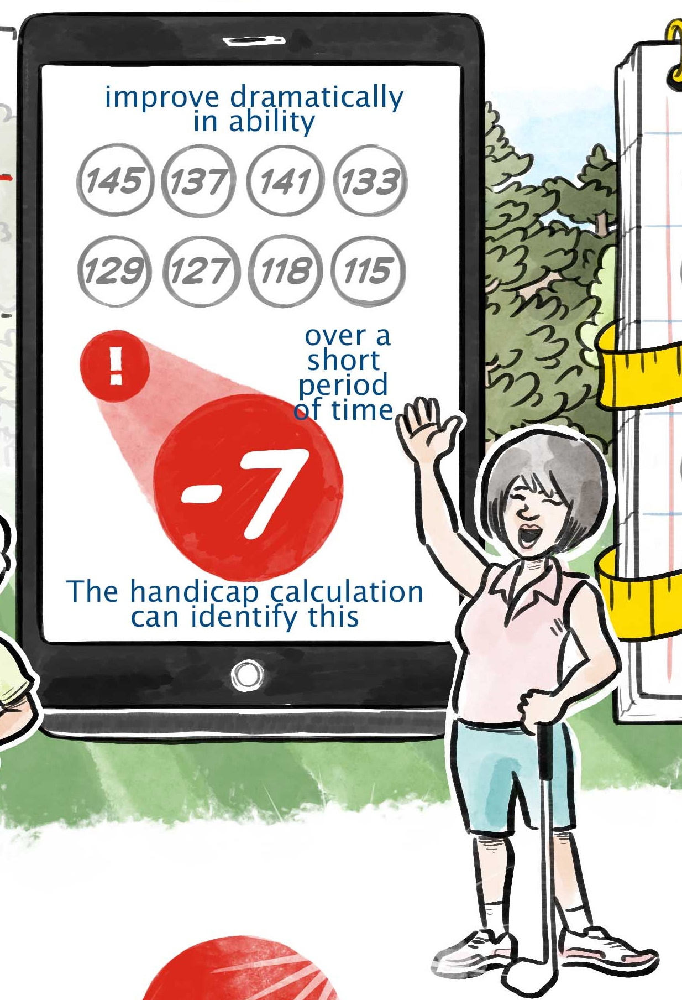 improve dramatically
in ability
145 137 141 133
129 127 118 115
!
over a
short
period
of time
-7
The handicap calculation
can identify this